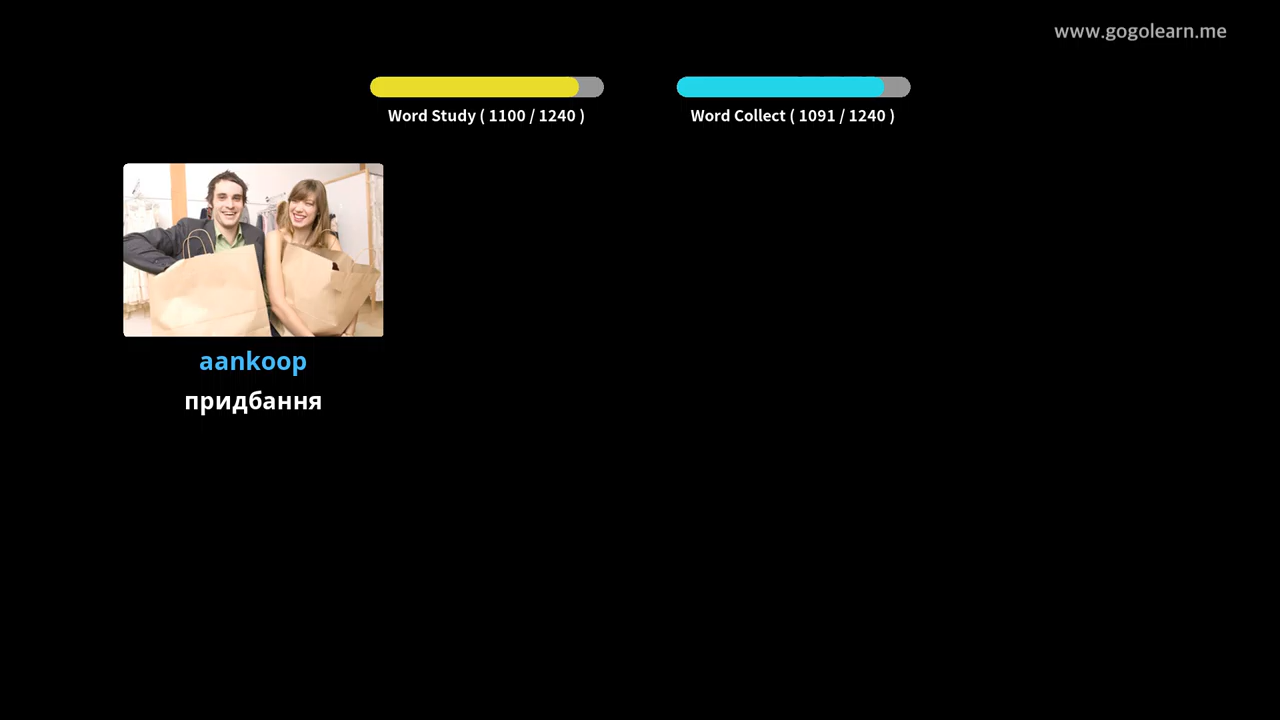 www.gogolearn.me
Word Study ( 1100 / 1240 )
Word Collect ( 1091 / 1240 )
aankoop
придбання